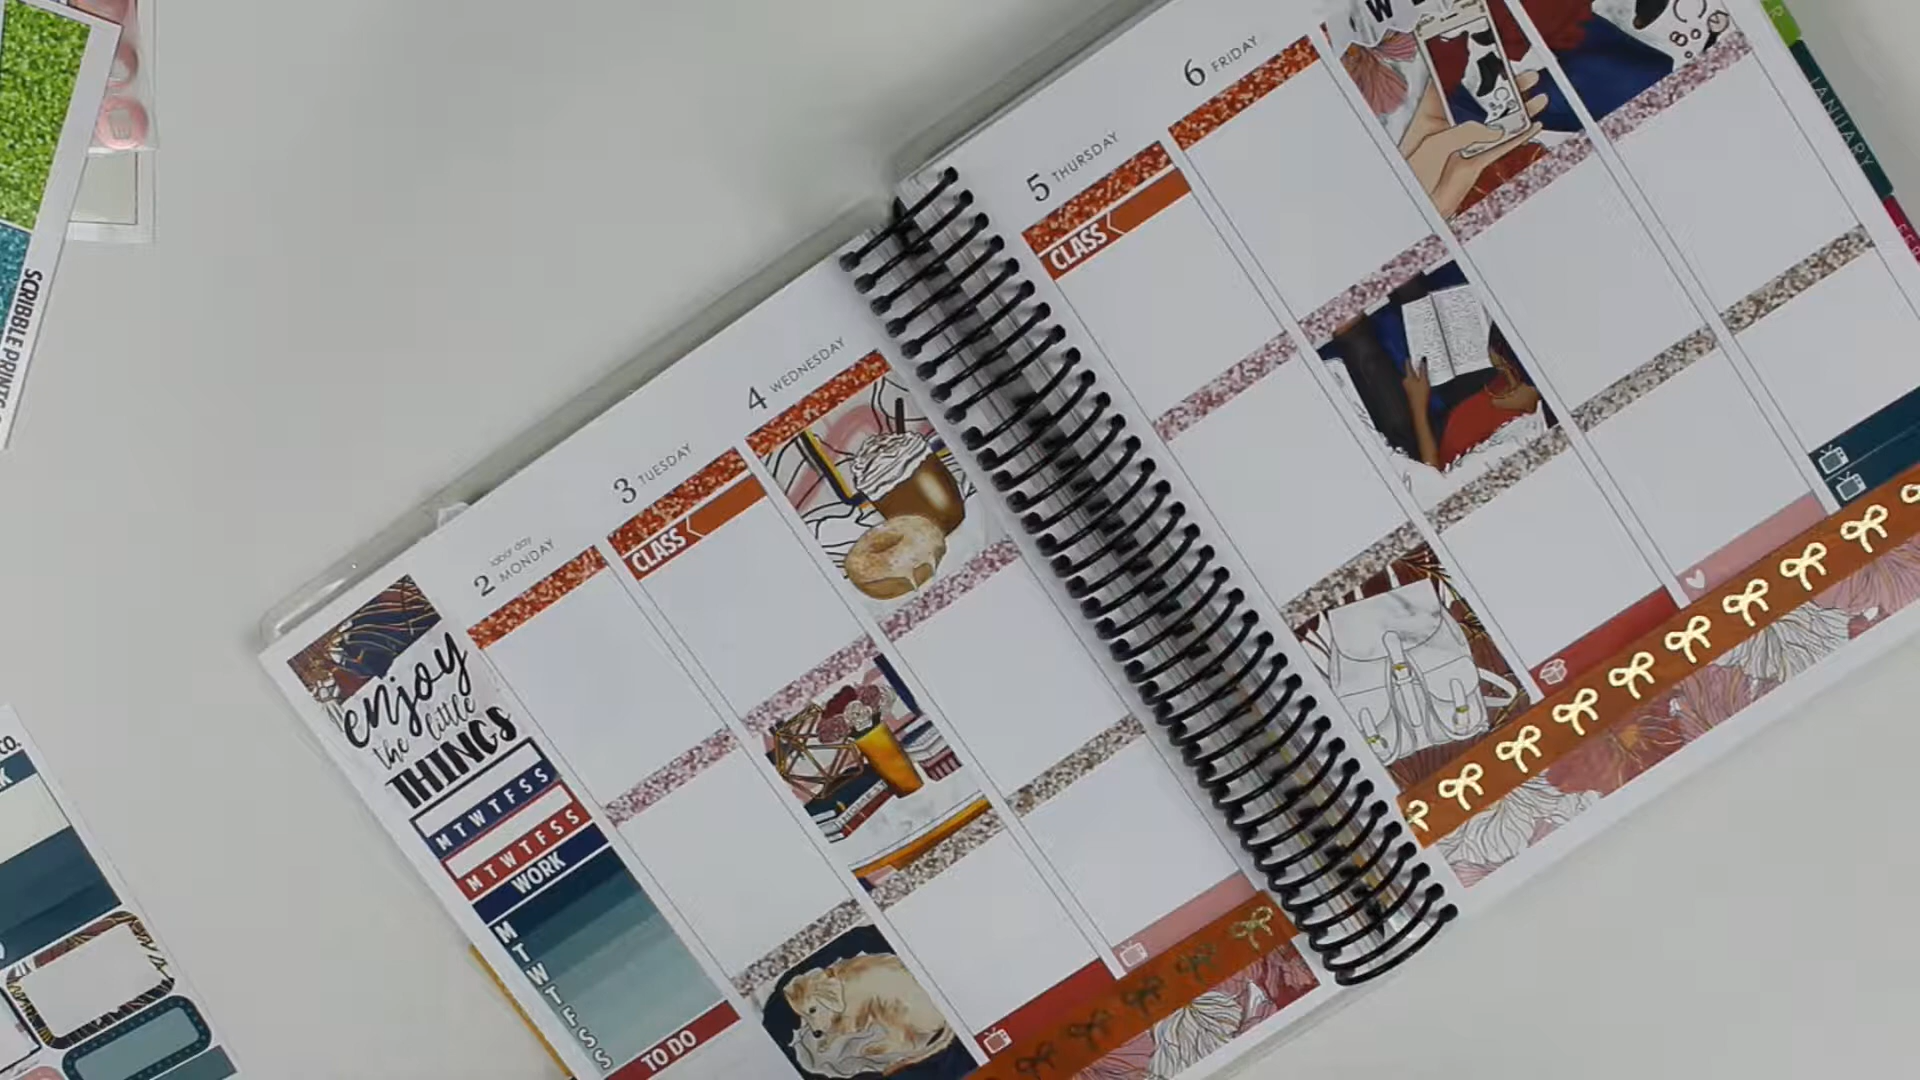 SCRIBBLE PRINTS
CO.
enjoy
the little
THINGS
M T W T F S S
M T W T F S S
WORK
M
T
W
T
F
S
S
TO DO
2 labor day
MONDAY
3 TUESDAY
CLASS
4 WEDNESDAY
5 THURSDAY
CLASS
6 FRIDAY
JANUARY